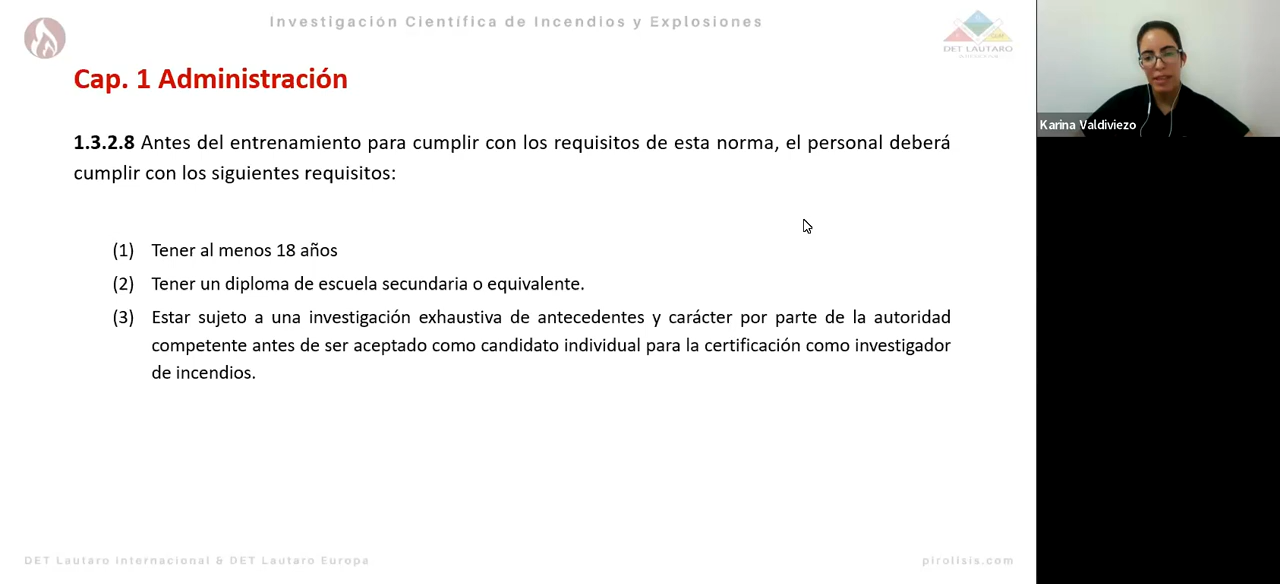 Investigación Científica de Incendios y Explosiones
DET LAUTARO
Cap. 1 Administración
Karina Valdiviezo
1.3.2.8 Antes del entrenamiento para cumplir con los requisitos de esta norma, el personal deberá
cumplir con los siguientes requisitos:
(1) Tener al menos 18 años
(2) Tener un diploma de escuela secundaria o equivalente.
(3) Estar sujeto a una investigación exhaustiva de antecedentes y carácter por parte de la autoridad
competente antes de ser aceptado como candidato individual para la certificación como investigador
de incendios.
DET Lautaro Internacional & DET Lautaro Europa
pirolisis.com